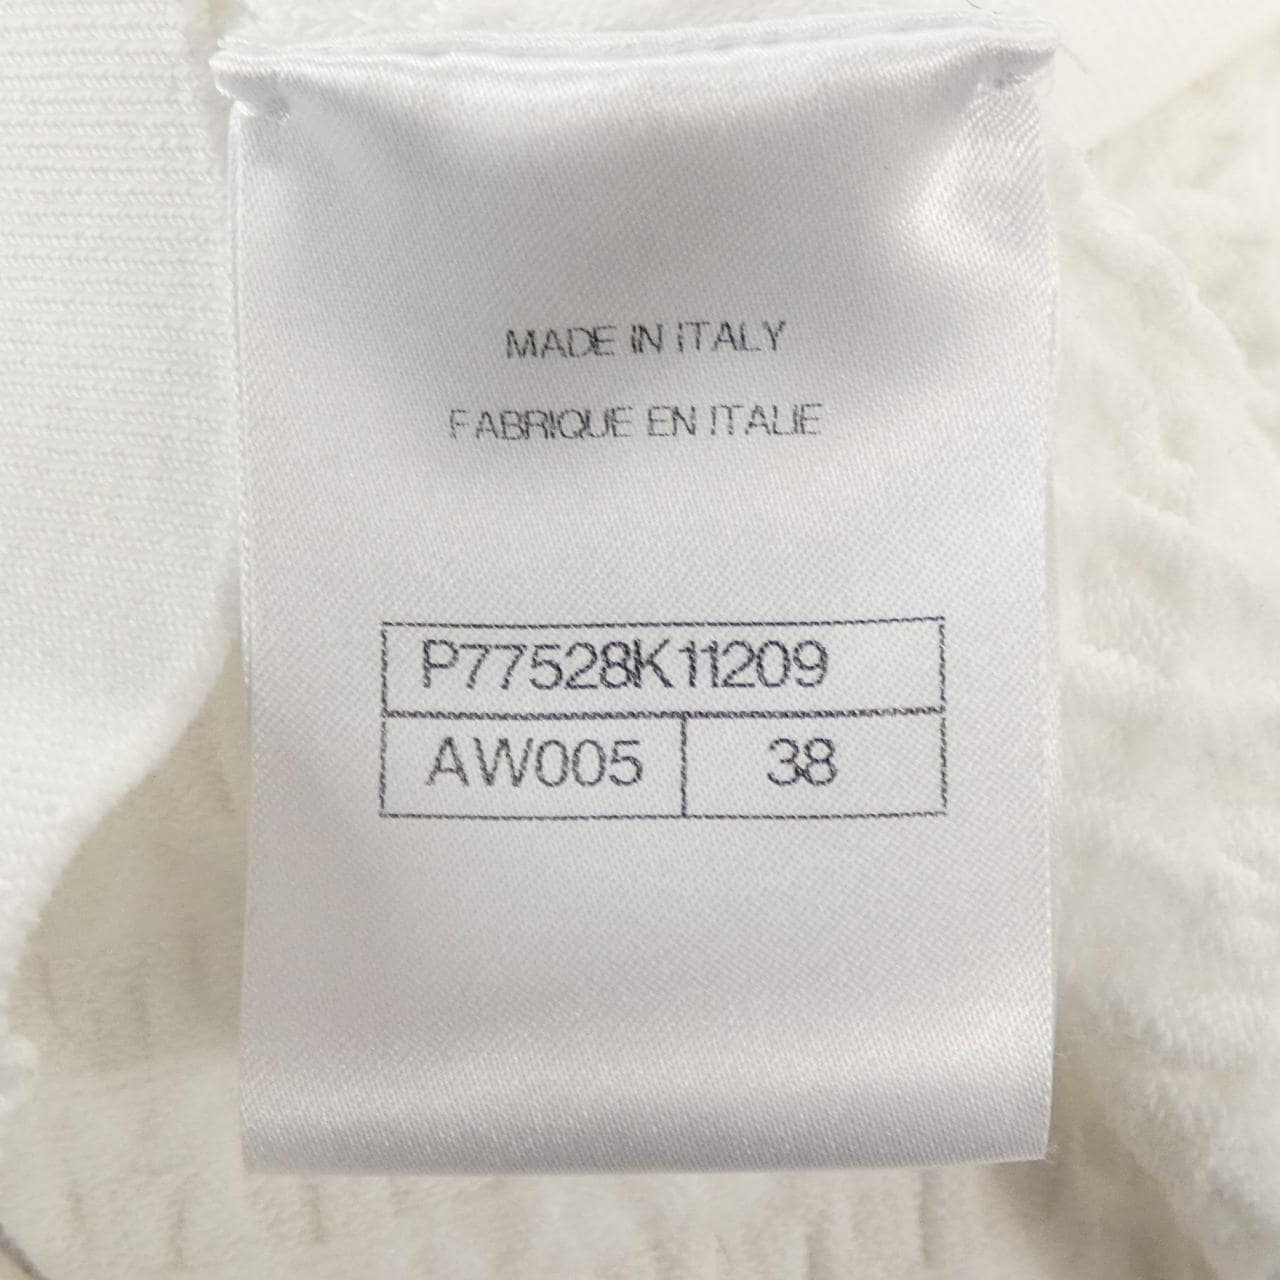 MADE IN ITALY
FABRIQUE EN ITALIE
P77528K11209
AW005 38